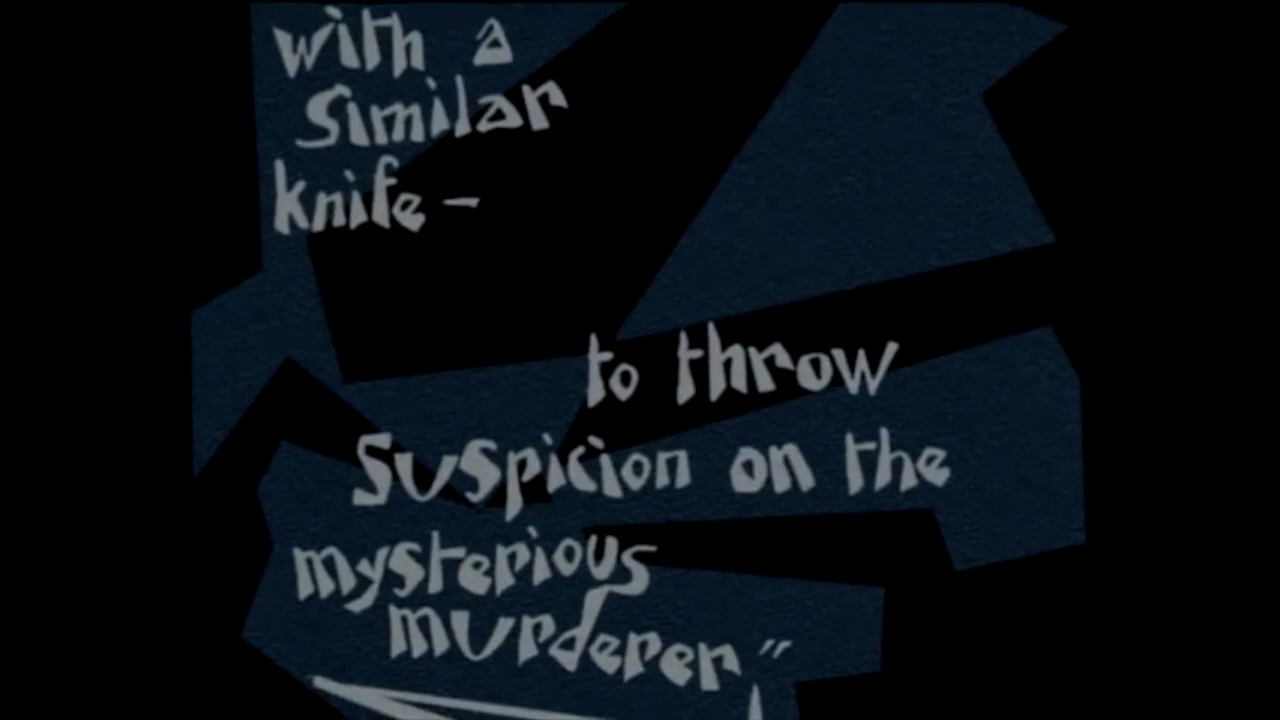 with a
similar
knife –
to throw
suspicion on the
mysterious
murderer"